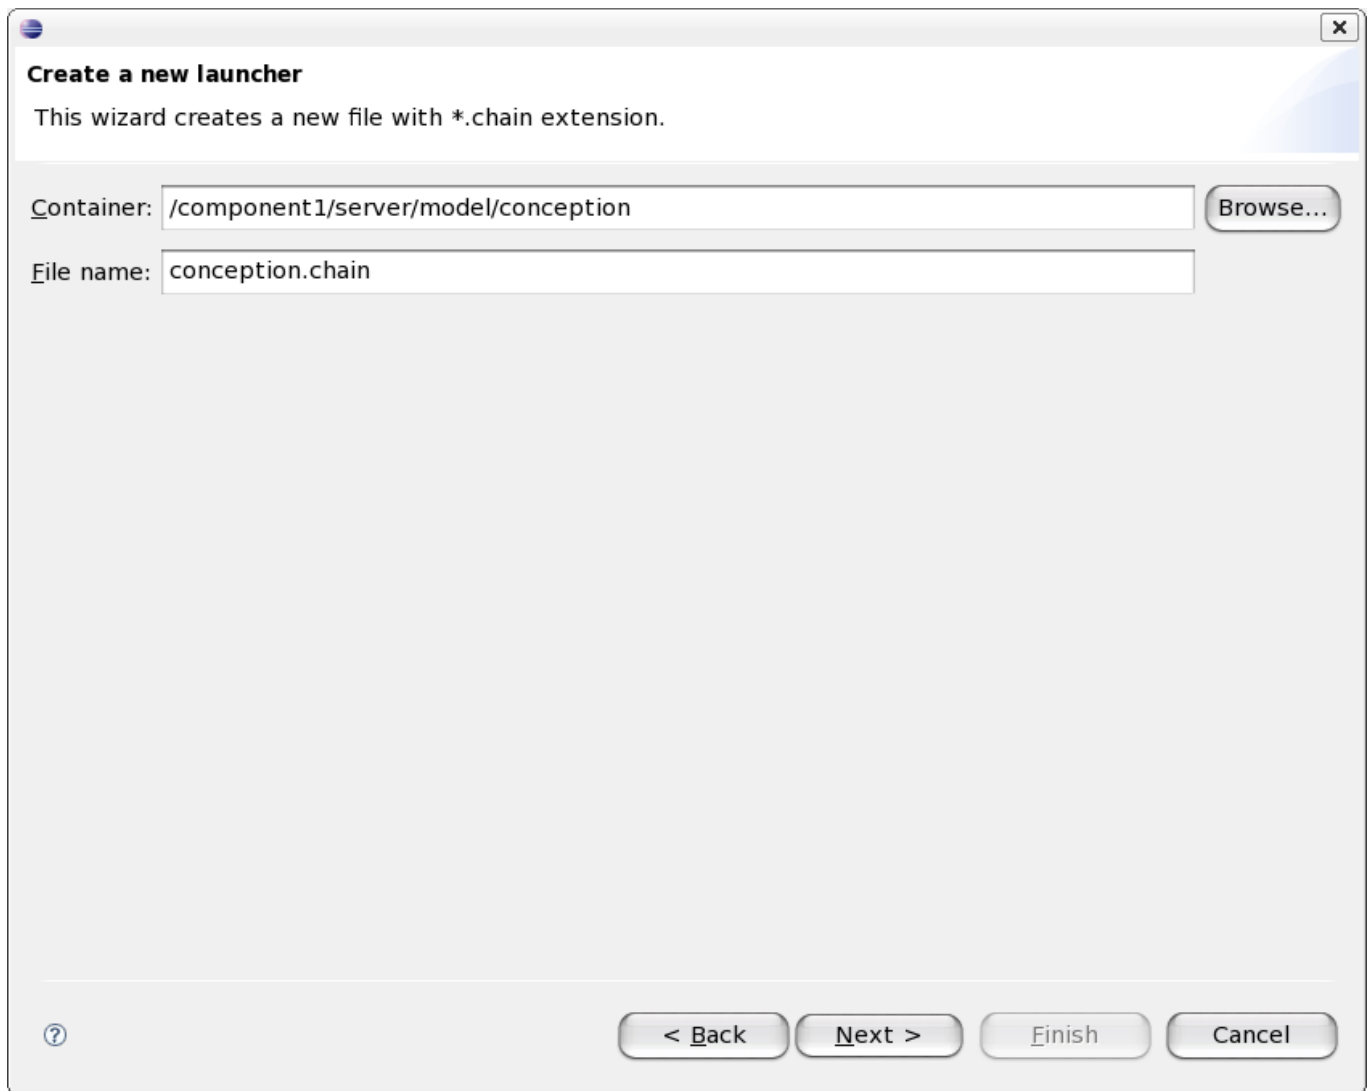 Create a new launcher
This wizard creates a new file with *.chain extension.
Container: /component1/server/model/conception Browse...
File name: conception.chain
? < Back Next > Finish Cancel